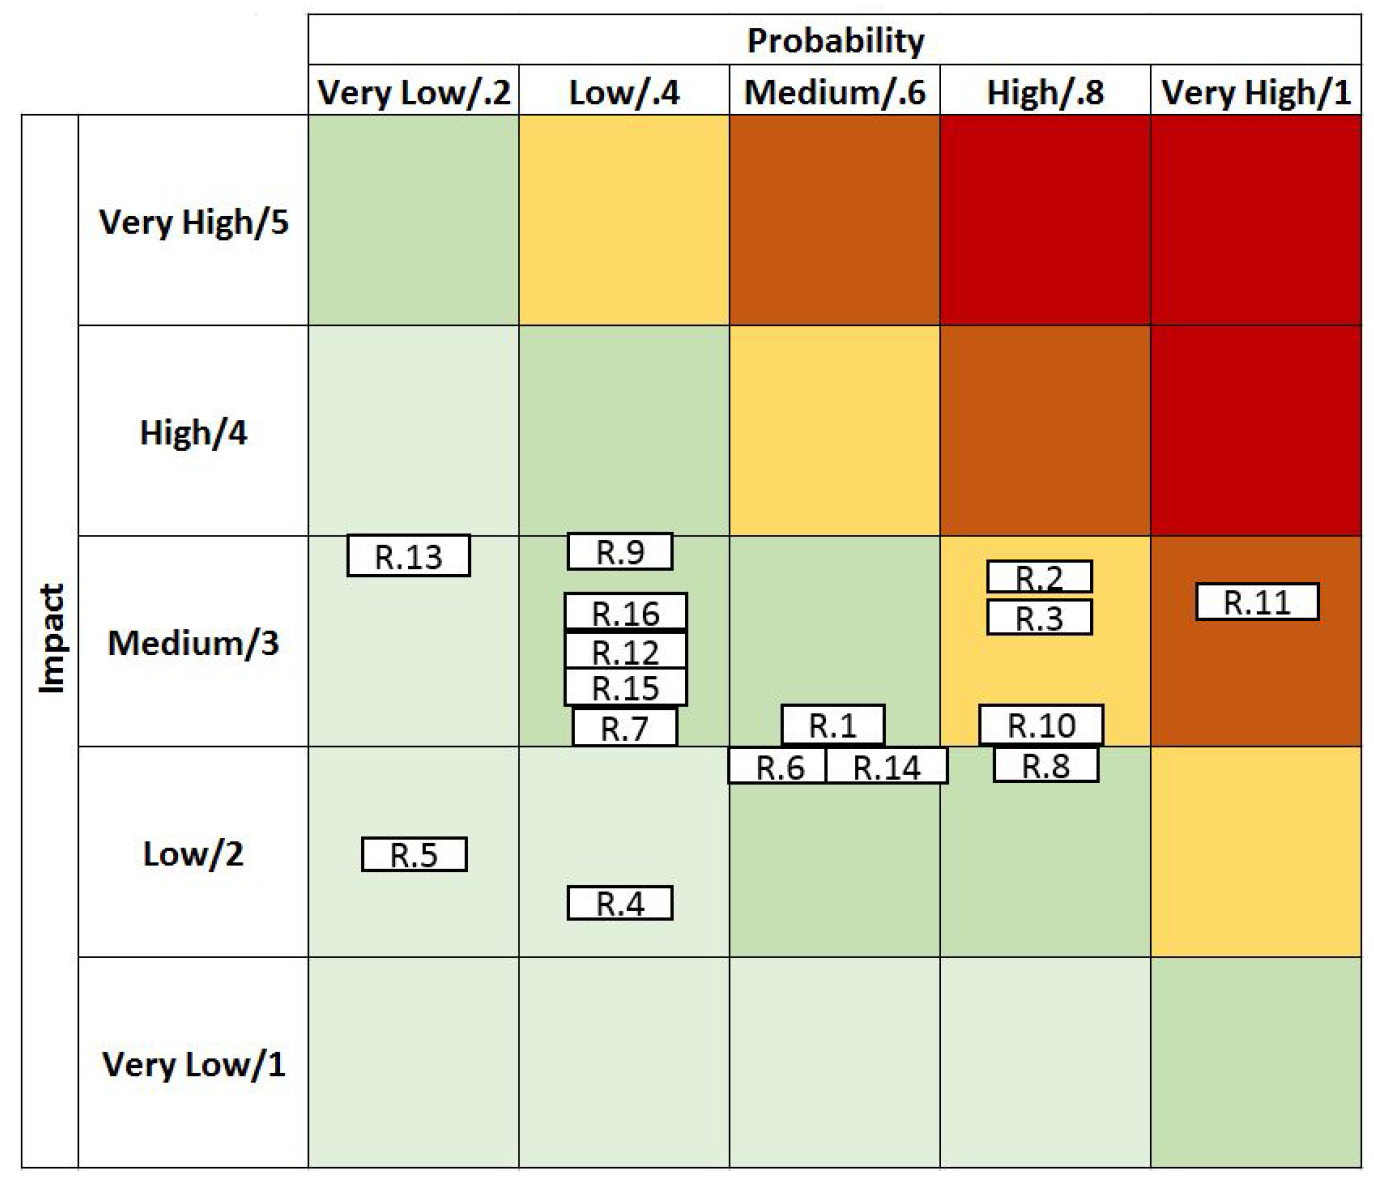 Probability
Very Low/.2 Low/.4 Medium/.6 High/.8 Very High/1
Impact
Very High/5
High/4
Medium/3
R.13 R.9 R.2 R.11
R.16 R.3
R.12
R.15
R.7 R.1 R.10
Low/2
R.6 R.14 R.8
R.5
R.4
Very Low/1